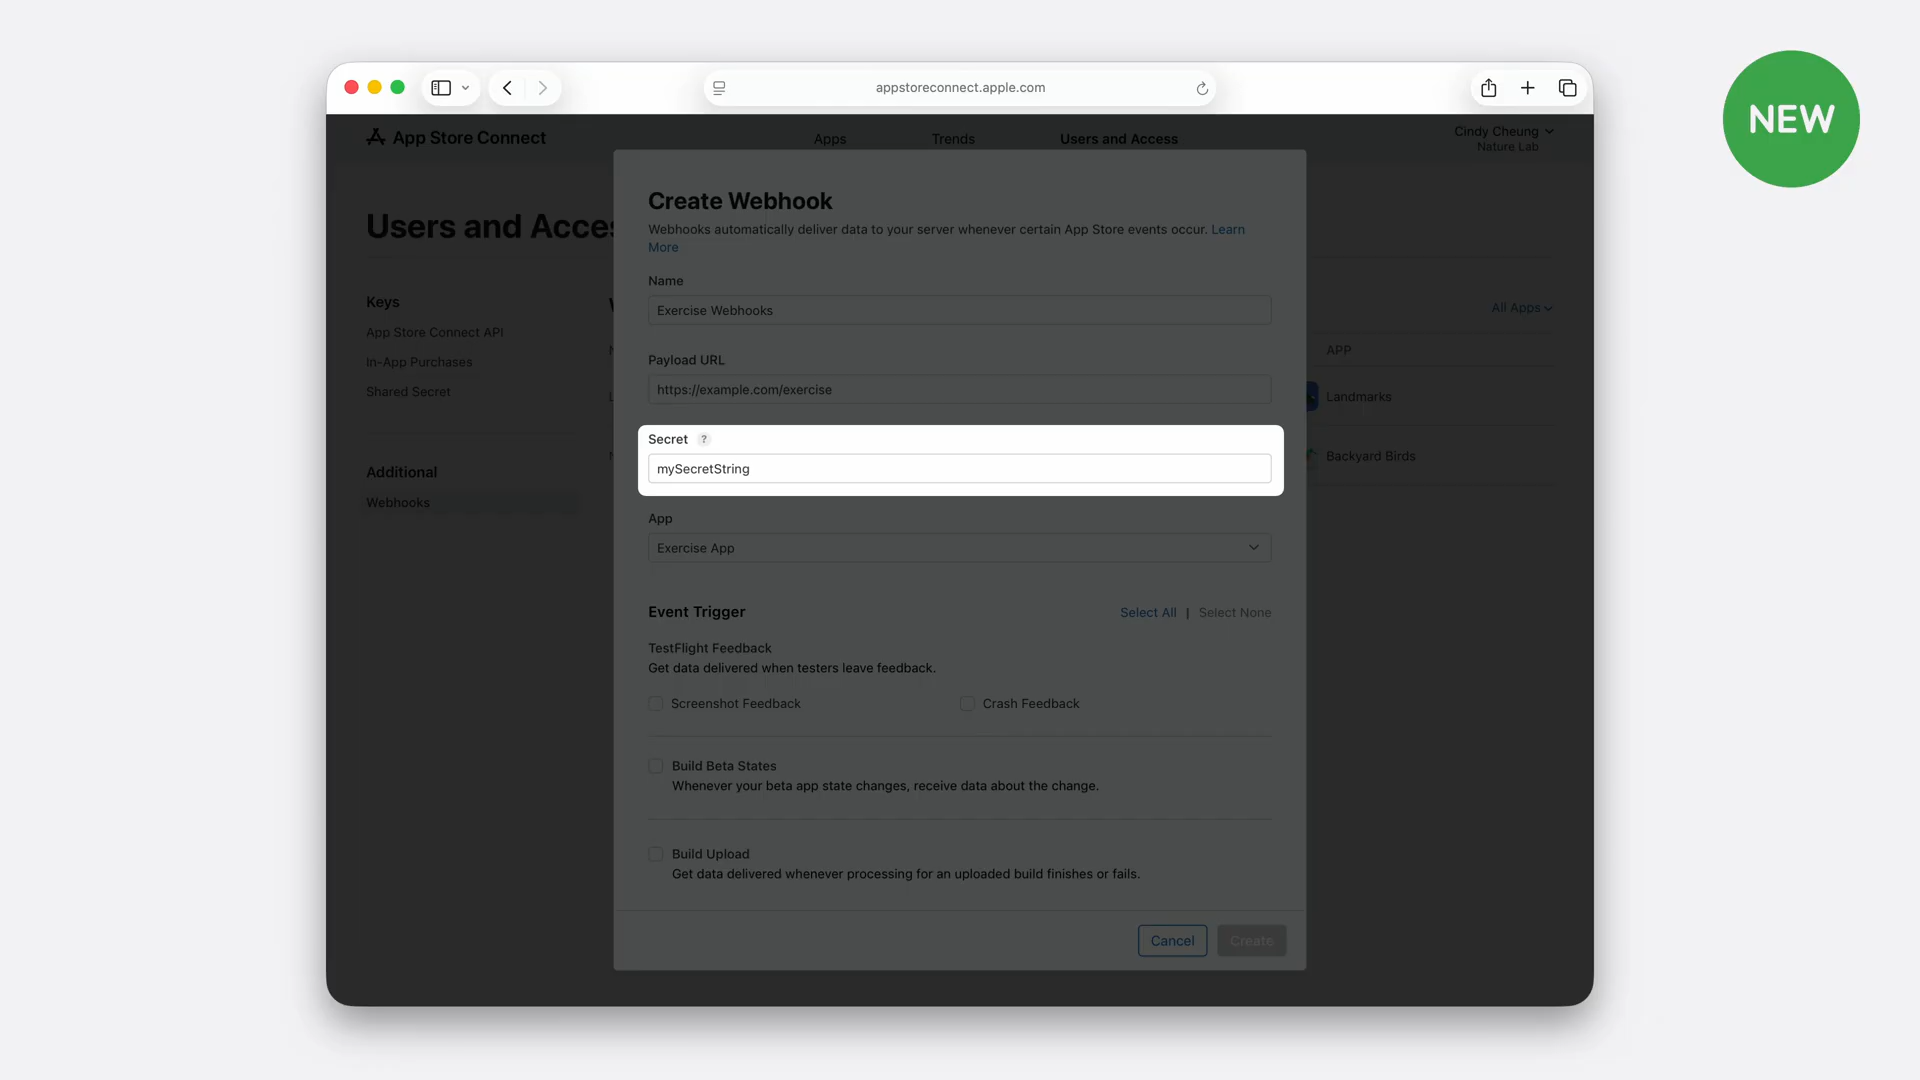 appstoreconnect.apple.com
NEW
App Store Connect
Apps
Trends
Users and Access
Cindy Cheung
Nature Lab
Users and Acces
Keys
App Store Connect API
In-App Purchases
Shared Secret
Additional
Webhooks
All Apps
APP
Landmarks
Backyard Birds
Create Webhook
Webhooks automatically deliver data to your server whenever certain App Store events occur. Learn
More
Name
Exercise Webhooks
Payload URL
https://example.com/exercise
Secret ?
mySecretString
App
Exercise App
Event Trigger
Select All | Select None
TestFlight Feedback
Get data delivered when testers leave feedback.
Screenshot Feedback
Crash Feedback
Build Beta States
Whenever your beta app state changes, receive data about the change.
Build Upload
Get data delivered whenever processing for an uploaded build finishes or fails.
Cancel
Create